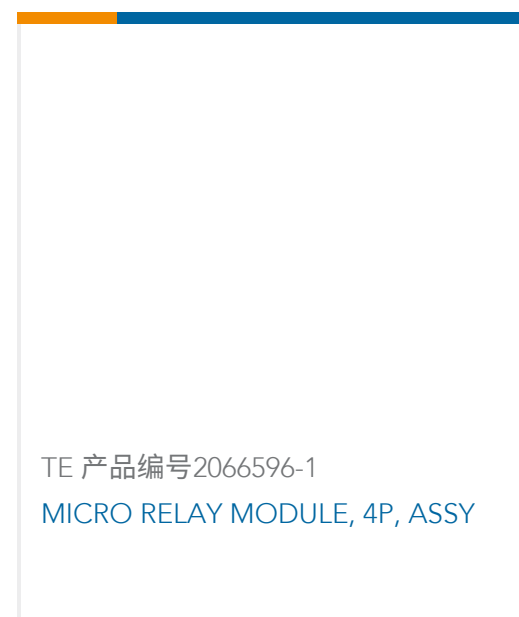 TE 产品编号2066596-1
MICRO RELAY MODULE, 4P, ASSY